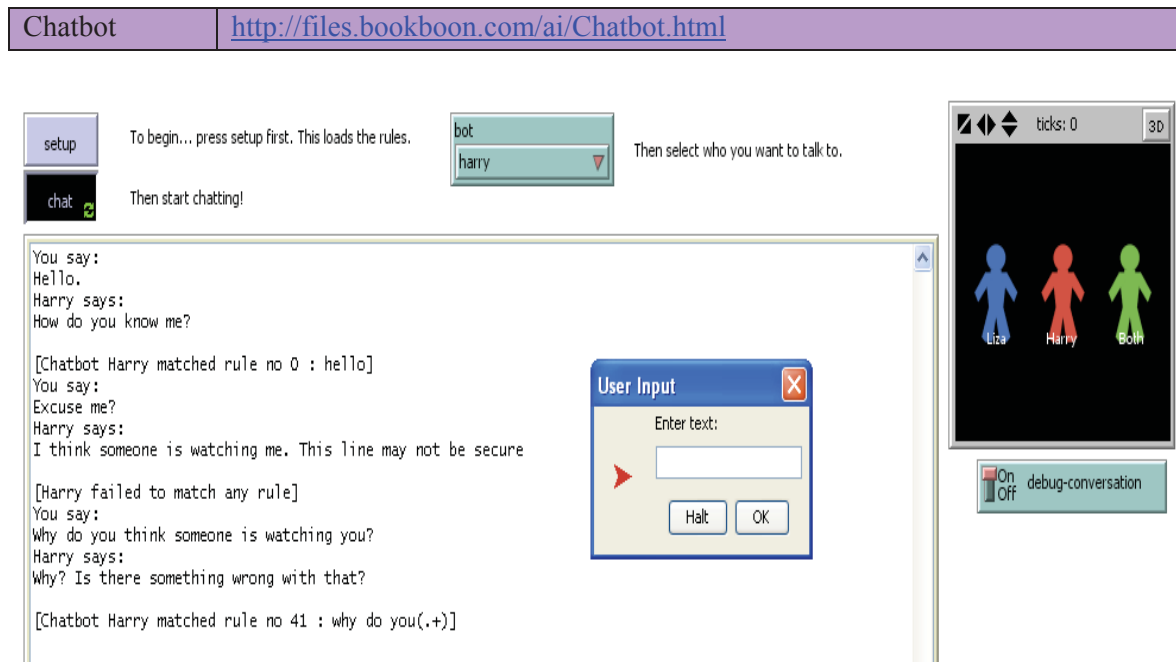 Chatbot http://files.bookboon.com/ai/Chatbot.html
setup To begin... press setup first. This loads the rules.
bot
harry
Then select who you want to talk to.
chat Then start chatting!
ticks: 0 3D
Liza Harry Both
On
Off
debug-conversation
You say:
Hello.
Harry says:
How do you know me?
[Chatbot Harry matched rule no 0 : hello]
You say:
Excuse me?
Harry says:
I think someone is watching me. This line may not be secure
[Harry failed to match any rule]
You say:
Why do you think someone is watching you?
Harry says:
Why? Is there something wrong with that?
[Chatbot Harry matched rule no 41 : why do you(.+)]
User Input
Enter text:
Halt OK